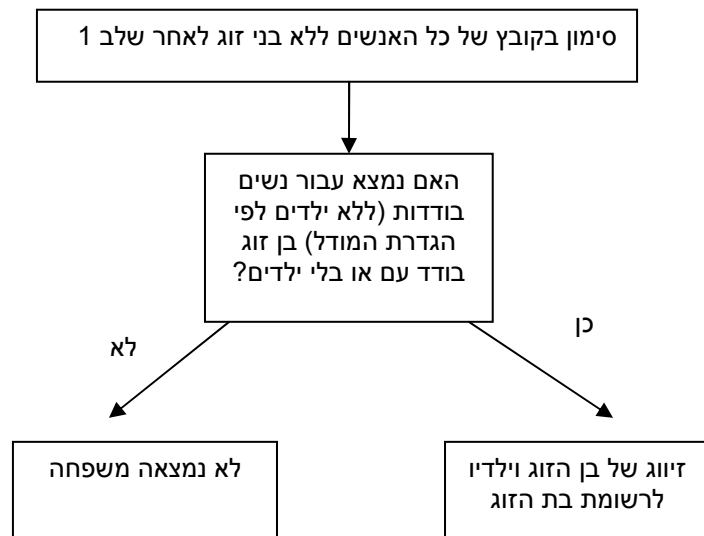 סימון בקובץ של כל האנשים ללא בני זוג לאחר שלב 1
האם נמצא עבור נשים
בודדות (ללא ילדים לפי
הגדרת המודל) בן זוג
בודד עם או בלי ילדים?
כן
לא
זיווג של בן הזוג וילדיו
לרשומת בת הזוג
לא נמצאה משפחה